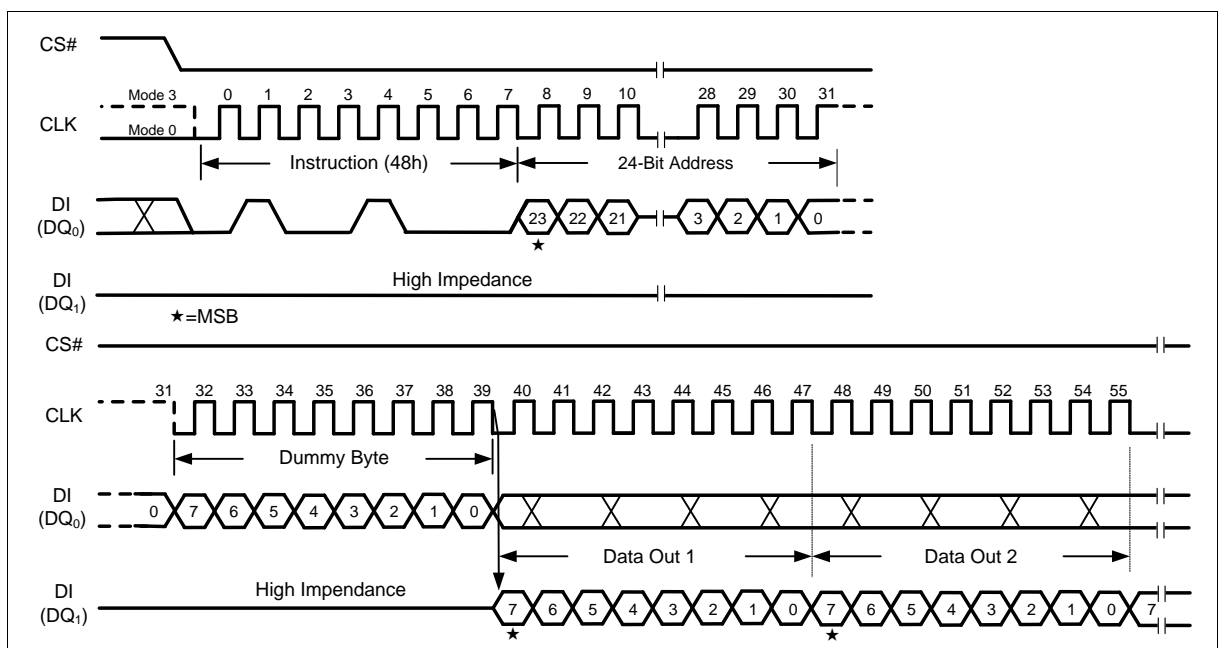 CS#
Mode 3 0 1 2 3 4 5 6 7 8 9 10 28 29 30 31
CLK
Mode 0
Instruction (48h) 24-Bit Address
DI
(DQ0) 23 22 21 3 2 1 0
★
DI
(DQ1) High Impedance
★=MSB
CS#
31 32 33 34 35 36 37 38 39 40 41 42 43 44 45 46 47 48 49 50 51 52 53 54 55
CLK
Dummy Byte
DI
(DQ0) 0 7 6 5 4 3 2 1 0
Data Out 1 Data Out 2
DI
(DQ1) High Impendance 7 6 5 4 3 2 1 0 7 6 5 4 3 2 1 0 7
★ ★